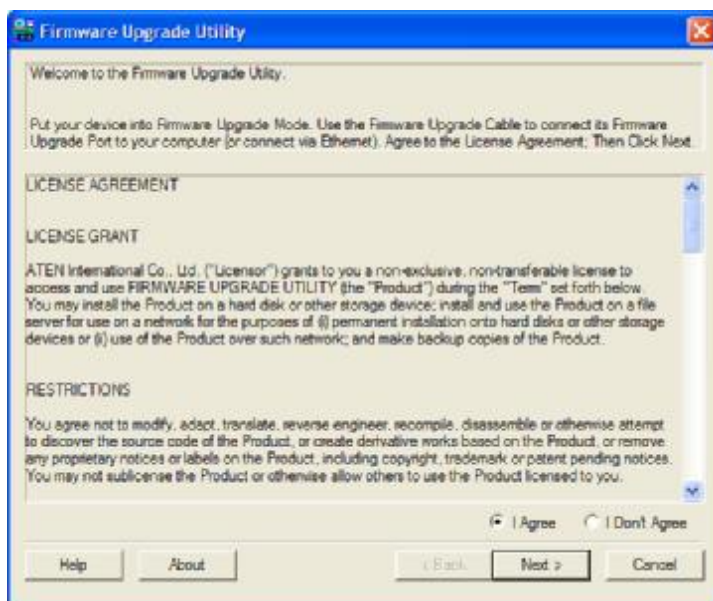 Firmware Upgrade Utility
Welcome to the Firmware Upgrade Utility.
Put your device into Firmware Upgrade Mode. Use the Firmware Upgrade Cable to connect its Firmware
Upgrade Port to your computer (or connect via Ethernet). Agree to the License Agreement; Then Click Next.
LICENSE AGREEMENT
LICENSE GRANT
ATEN International Co., Ltd. ("Licensor") grants to you a non-exclusive, non-transferable license to
access and use FIRMWARE UPGRADE UTILITY (the "Product") during the "Term" set forth below.
You may install the Product on a hard disk or other storage device; install and use the Product on a file
server for use on a network for the purposes of (i) permanent installation onto hard disks or other storage
devices or (ii) use of the Product over such network; and make backup copies of the Product.
RESTRICTIONS
You agree not to modify, adapt, translate, reverse engineer, recompile, disassemble or otherwise attempt
to discover the source code of the Product, or create derivative works based on the Product, or remove
any proprietary notices or labels on the Product, including copyright, trademark or patent pending notices.
You may not sublicense the Product or otherwise allow others to use the Product licensed to you.
I Agree
I Don't Agree
Help
About
< Back
Next >
Cancel